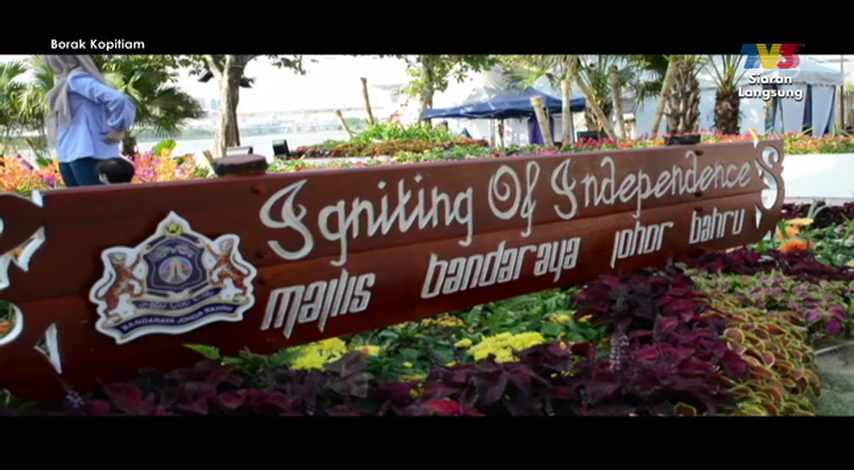 Borak Kopitiam
TV3
Siaran
Langsung
Igniting Of Independence
majlis bandaraya johor bahru
BANDARAYA JOHOR BAHRU